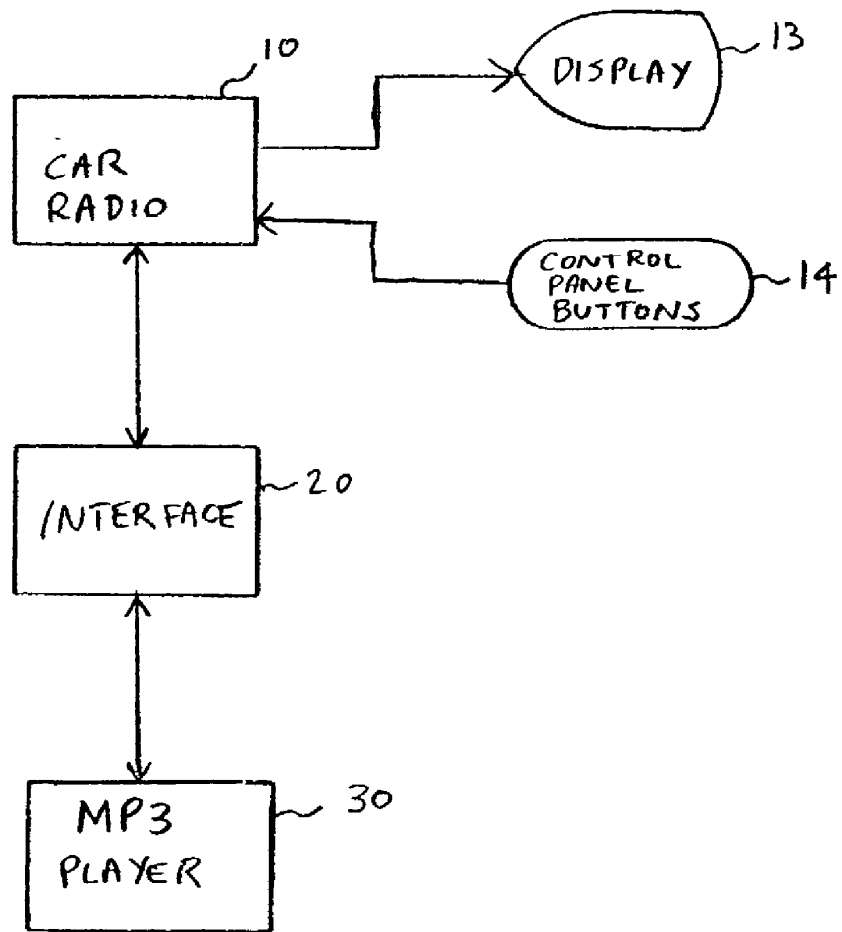 10
CAR
RADIO
DISPLAY
13
CONTROL
PANEL
BUTTONS
14
INTERFACE
20
MP3
PLAYER
30